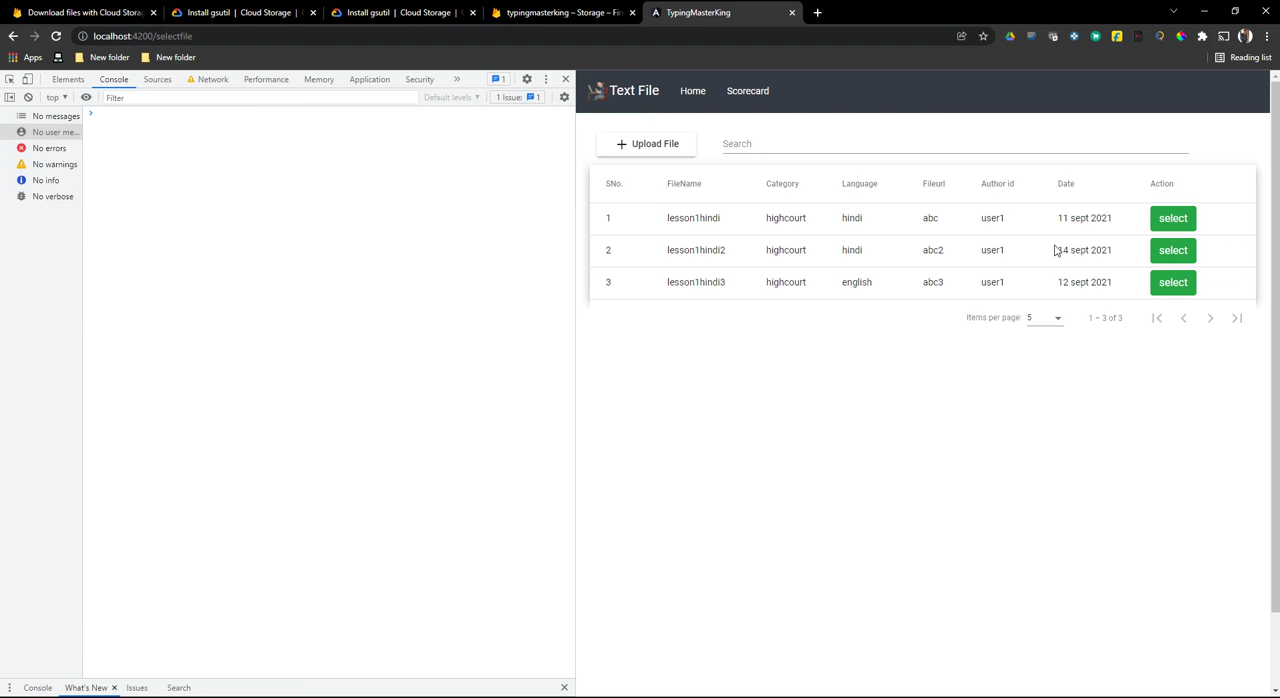 Download files with Cloud Storag Install gsutil | Cloud Storage | Install gsutil | Cloud Storage | typingmasterking – Storage – Fir TypingMasterKing
localhost:4200/selectfile
Apps New folder New folder Reading list
Elements Console Sources Network Performance Memory Application Security » 1
top ▾ Filter Default levels ▾ 1 Issue: 1
No messages
No user me...
No errors
No warnings
No info
No verbose
Text File Home Scorecard
+ Upload File Search
SNo. FileName Category Language Fileurl Author id Date Action
1 lesson1hindi highcourt hindi abc user1 11 sept 2021 select
2 lesson1hindi2 highcourt hindi abc2 user1 14 sept 2021 select
3 lesson1hindi3 highcourt english abc3 user1 12 sept 2021 select
Items per page: 5 1 – 3 of 3
Console What's New Issues Search